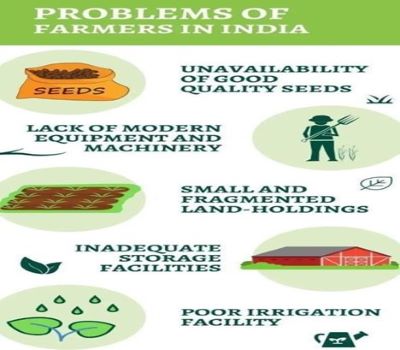 PROBLEMS OF
FARMERS IN INDIA
UNAVAILABILITY
OF GOOD
QUALITY SEEDS
SEEDS
LACK OF MODERN
EQUIPMENT AND
MACHINERY
SMALL AND
FRAGMENTED
LAND-HOLDINGS
INADEQUATE
STORAGE
FACILITIES
POOR IRRIGATION
FACILITY